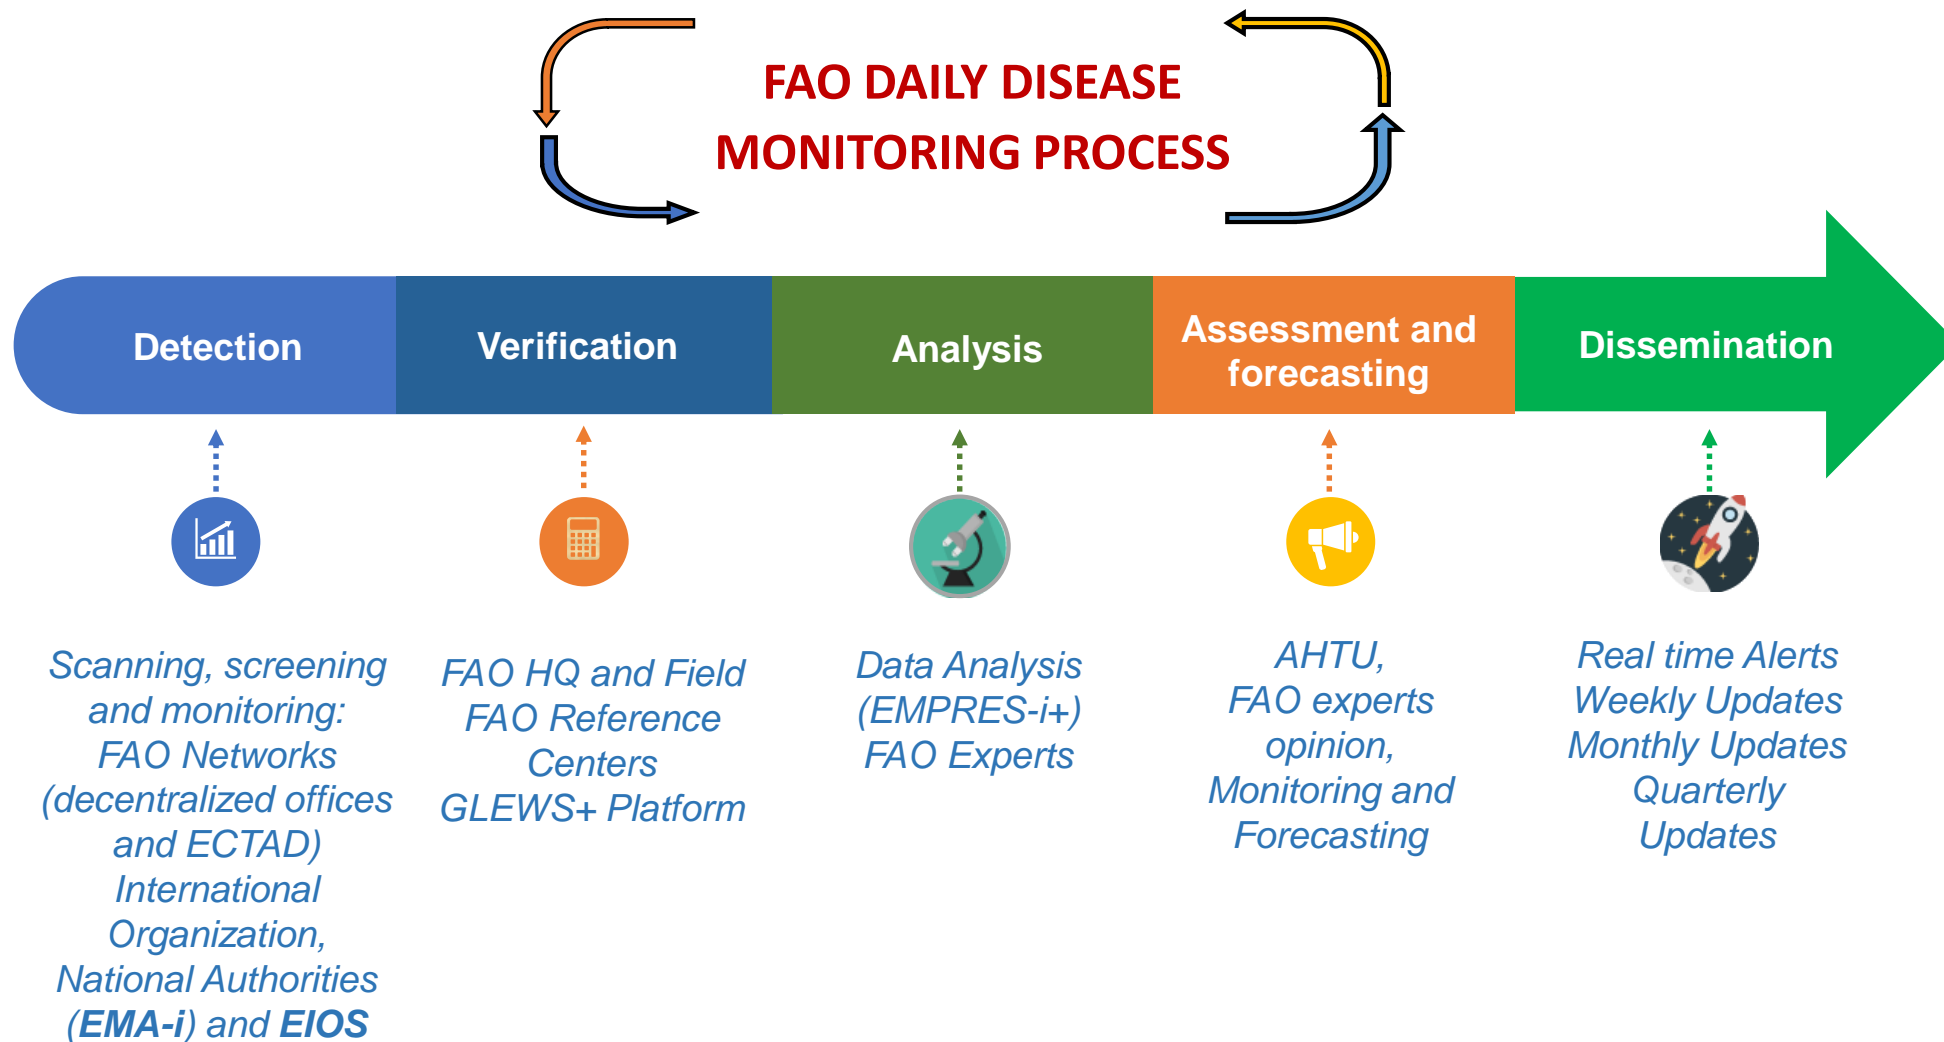 FAO DAILY DISEASE
MONITORING PROCESS
Detection
Verification
Analysis
Assessment and
forecasting
Dissemination
Scanning, screening
and monitoring:
FAO Networks
(decentralized offices
and ECTAD)
International
Organization,
National Authorities
(EMA-i) and EIOS
FAO HQ and Field
FAO Reference
Centers
GLEWS+ Platform
Data Analysis
(EMPRES-i+)
FAO Experts
AHTU,
FAO experts
opinion,
Monitoring and
Forecasting
Real time Alerts
Weekly Updates
Monthly Updates
Quarterly
Updates